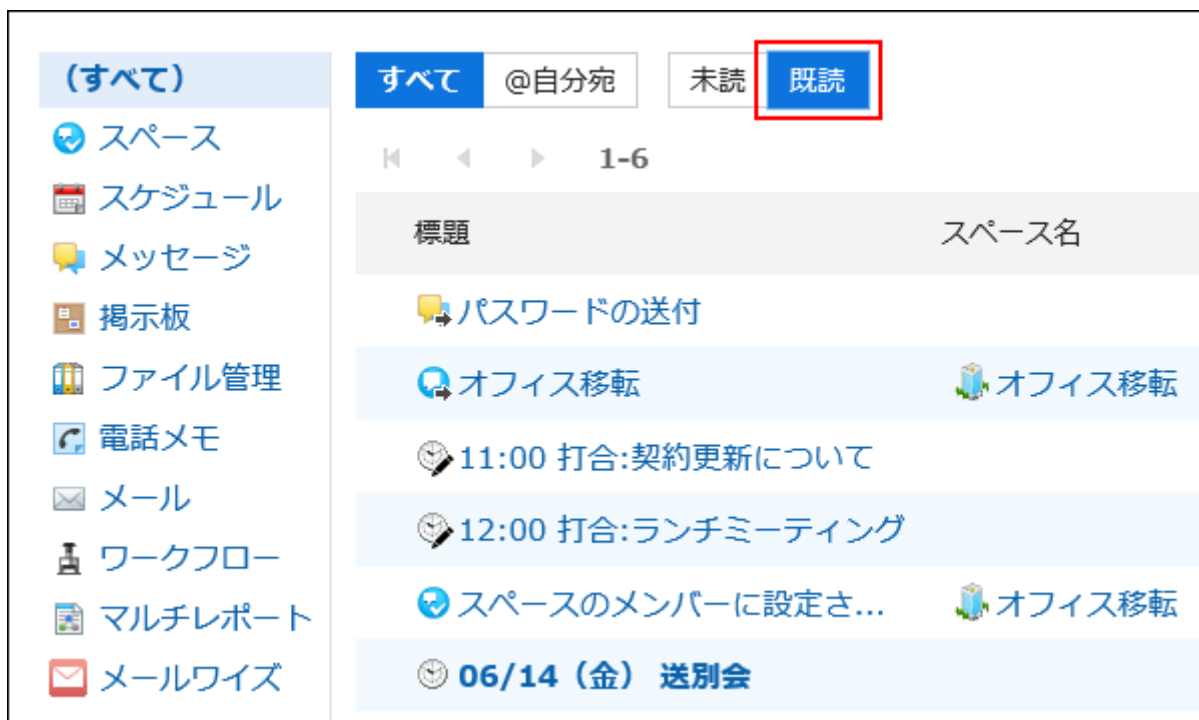 (すべて)
スペース
スケジュール
メッセージ
掲示板
ファイル管理
電話メモ
メール
ワークフロー
マルチレポート
メールワイズ
すべて @自分宛 未読 既読
1-6
標題 スペース名
パスワードの送付
オフィス移転 オフィス移転
11:00 打合:契約更新について
12:00 打合:ランチミーティング
スペースのメンバーに設定さ... オフィス移転
06/14（金） 送別会